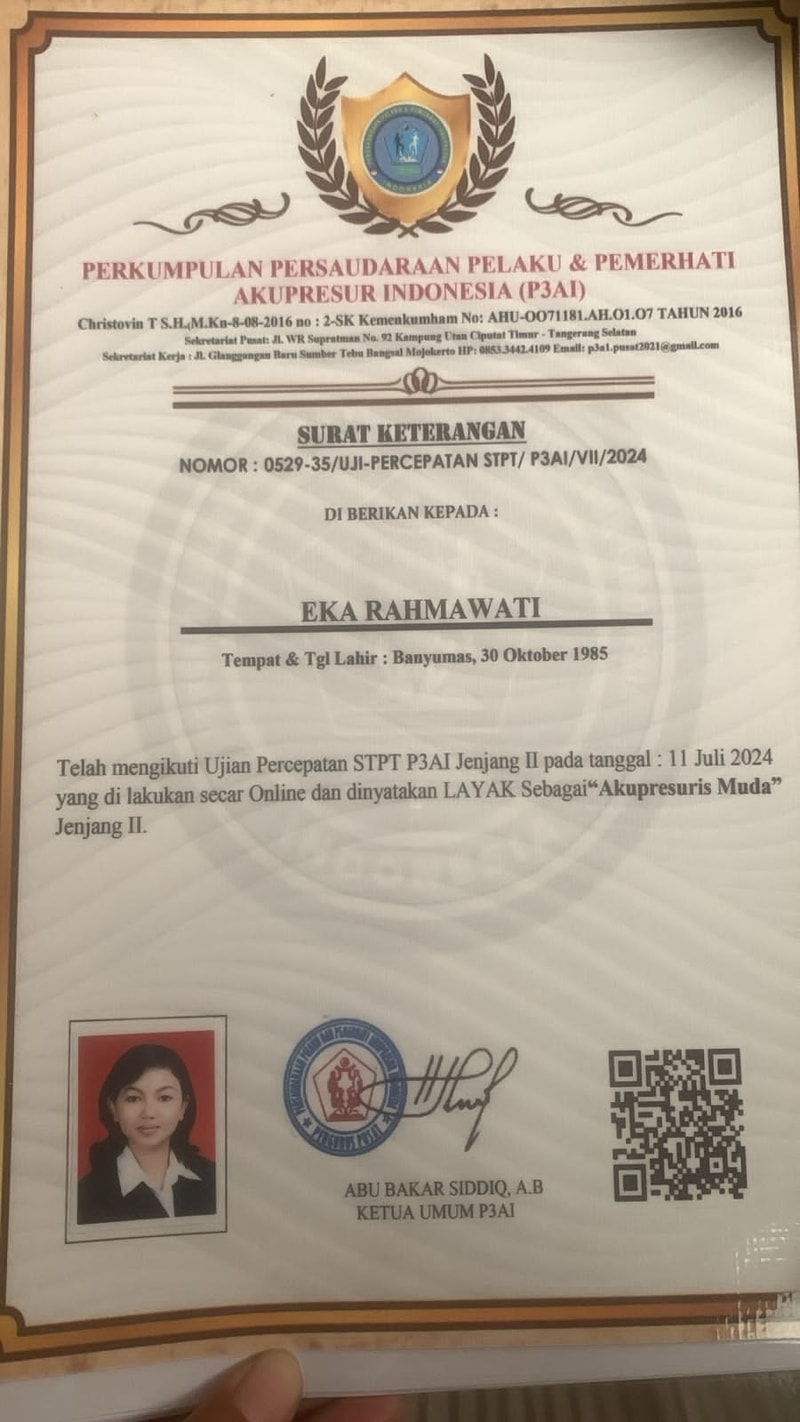 PERKUMPULAN PERSAUDARAAN PELAKU & PEMERHATI
AKUPRESUR INDONESIA (P3AI)
Christovin T S.H.,M.Kn-8-08-2016 no : 2-SK Kemenkumham No: AHU-OO71181.AH.O1.O7 TAHUN 2016
Sekretariat Pusat: Jl. WR Supratman No. 92 Kampung Utan Ciputat Timur - Tangerang Selatan
Sekretariat Kerja : JL. Glanggangan Baru Sumber Tebu Bangsal Mojokerto HP: 0853.3442.4109 Email: p3a1.pusat2021@gmail.com
SURAT KETERANGAN
NOMOR : 0529-35/UJI-PERCEPATAN STPT/ P3AI/VII/2024
DI BERIKAN KEPADA :
EKA RAHMAWATI
Tempat & Tgl Lahir : Banyumas, 30 Oktober 1985
Telah mengikuti Ujian Percepatan STPT P3AI Jenjang II pada tanggal : 11 Juli 2024
yang di lakukan secar Online dan dinyatakan LAYAK Sebagai“Akupresuris Muda”
Jenjang II.
PENGURUS PUSAT
ABU BAKAR SIDDIQ, A.B
KETUA UMUM P3AI